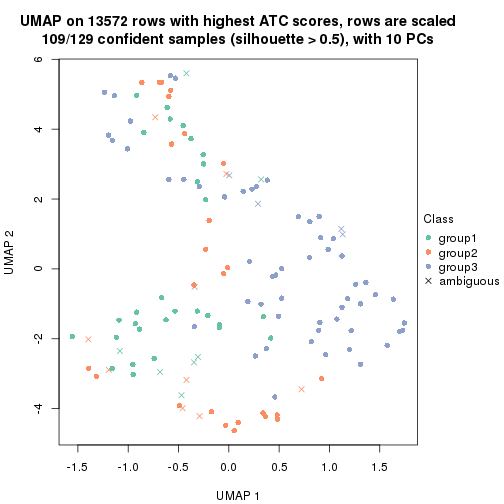 UMAP on 13572 rows with highest ATC scores, rows are scaled
109/129 confident samples (silhouette > 0.5), with 10 PCs
6
4
2
0
-2
-4
UMAP 2
-1.5 -1.0 -0.5 0.0 0.5 1.0 1.5
UMAP 1
Class
group1
group2
group3
ambiguous